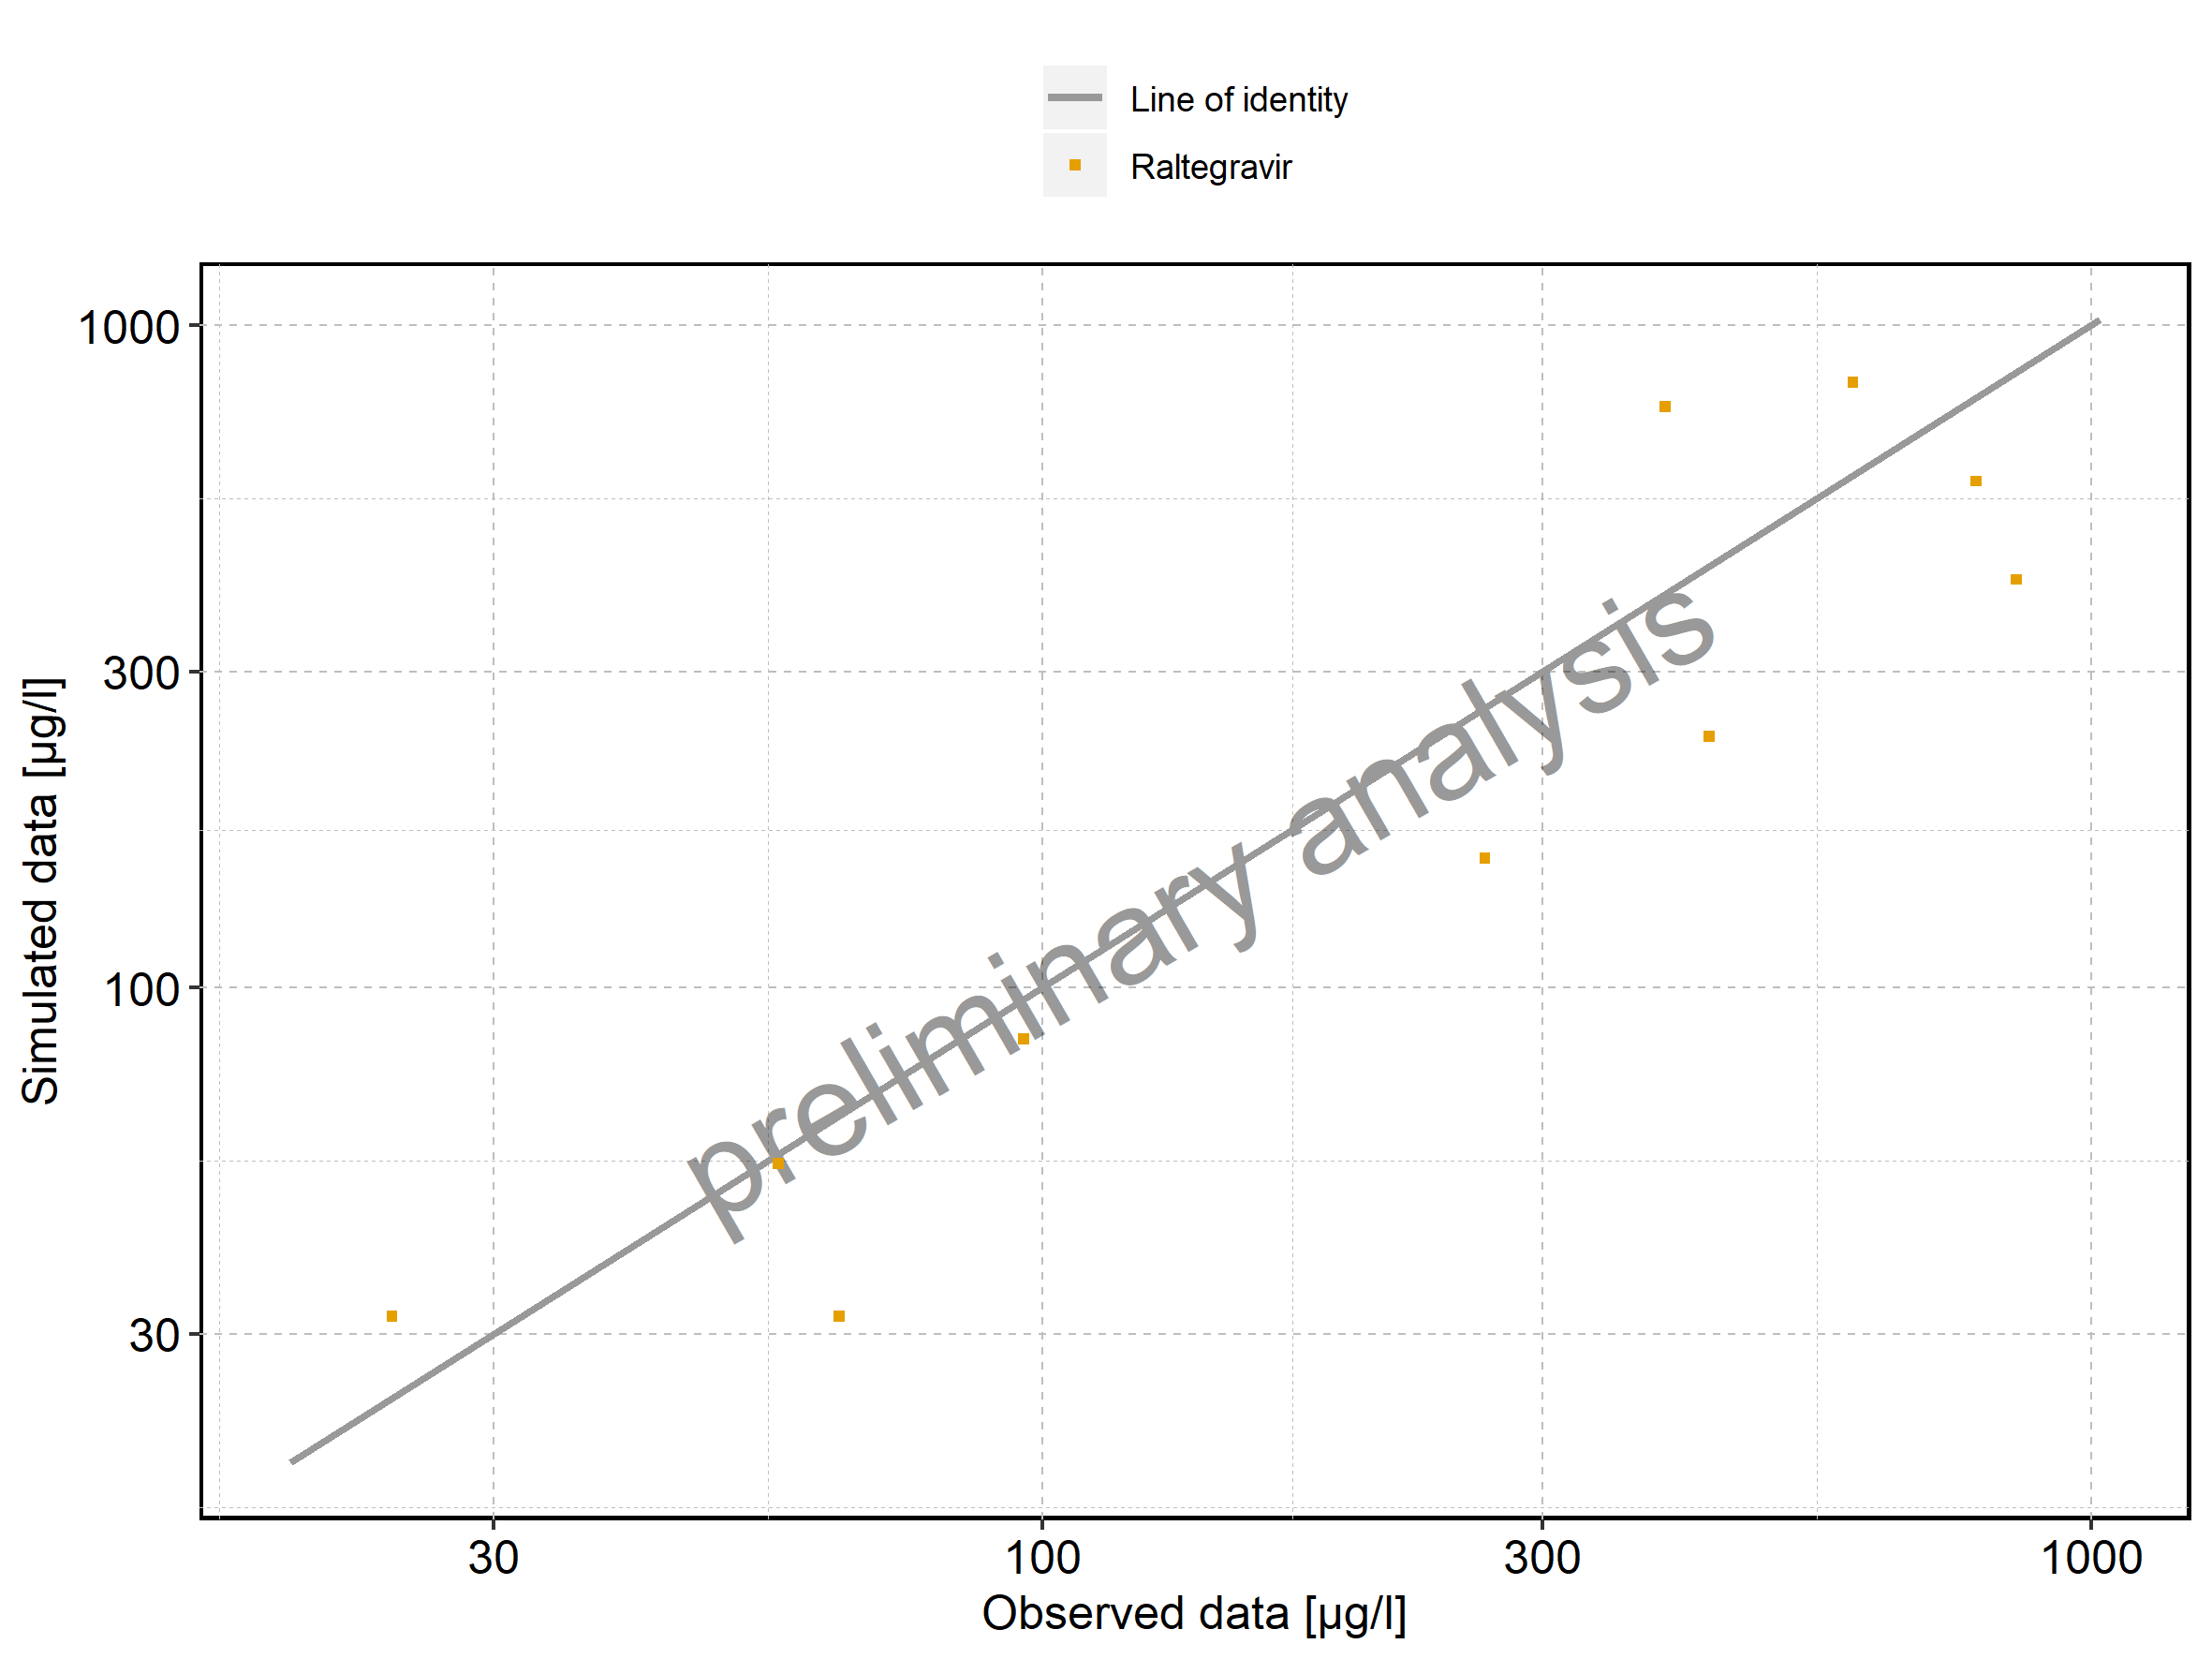 Line of identity
Raltegravir
1000
300
100
30
Simulated data [µg/l]
preliminary analysis
30 100 300 1000
Observed data [µg/l]